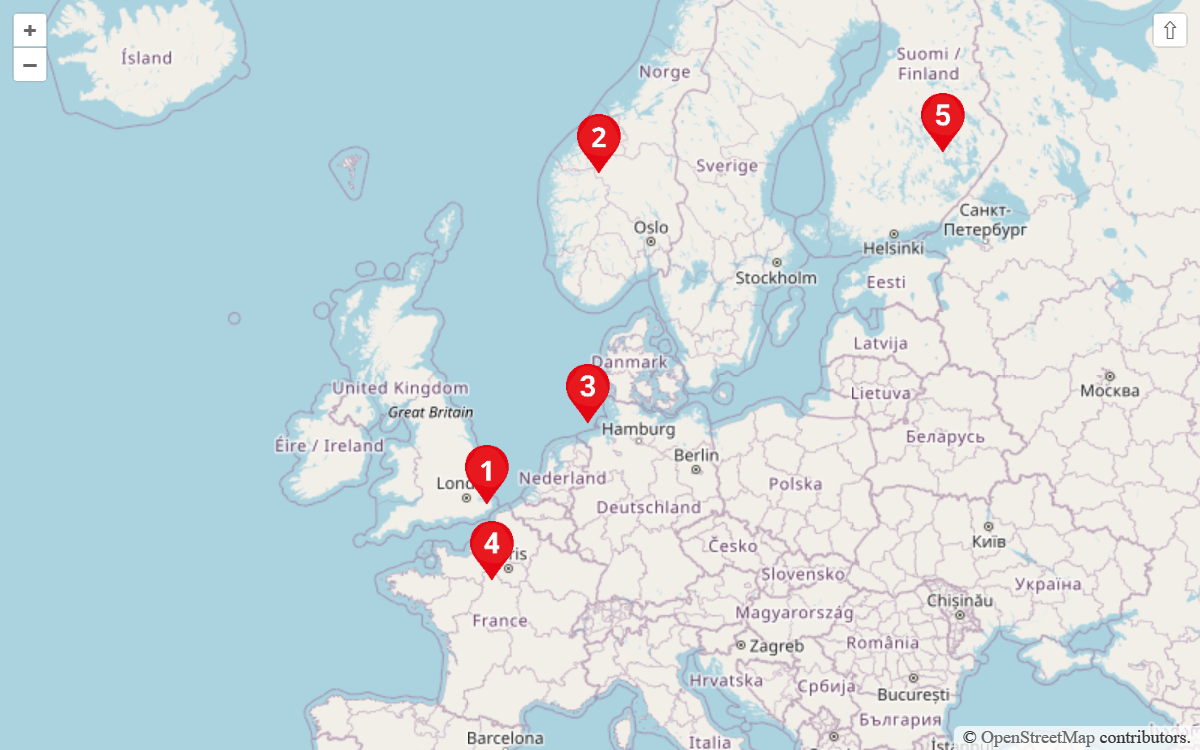 +
−
⇧
Ísland
Suomi /
Finland
Norge
5
2
Sverige
Санкт-
Петербург
Oslo
Helsinki
Stockholm
Eesti
Latvija
Danmark
3
United Kingdom
Great Britain
Lietuva
Москва
Hamburg
Беларусь
Éire / Ireland
Berlin
1
Nederland
Polska
Deutschland
Київ
4
Česko
Slovensko
Україна
Chișinău
Magyarország
France
România
Zagreb
Hrvatska
Србија
București
България
Barcelona
Italia
© OpenStreetMap contributors.